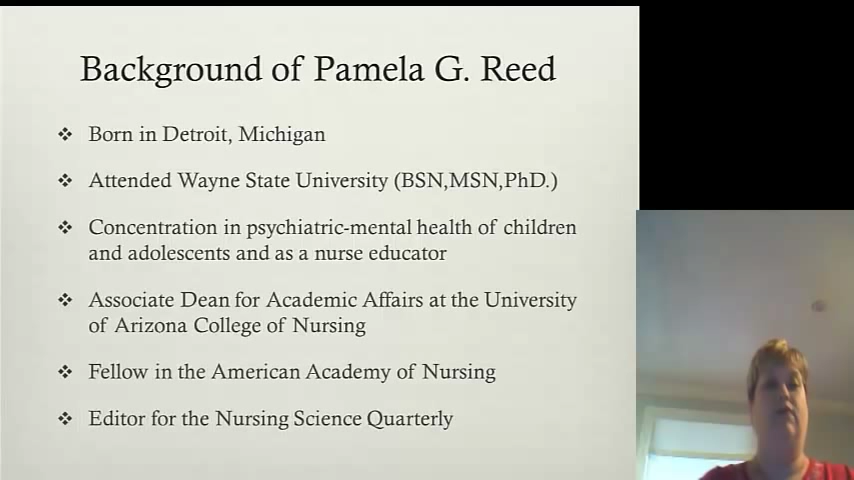 Background of Pamela G. Reed
❖ Born in Detroit, Michigan
❖ Attended Wayne State University (BSN,MSN,PhD.)
❖ Concentration in psychiatric-mental health of children
and adolescents and as a nurse educator
❖ Associate Dean for Academic Affairs at the University
of Arizona College of Nursing
❖ Fellow in the American Academy of Nursing
❖ Editor for the Nursing Science Quarterly